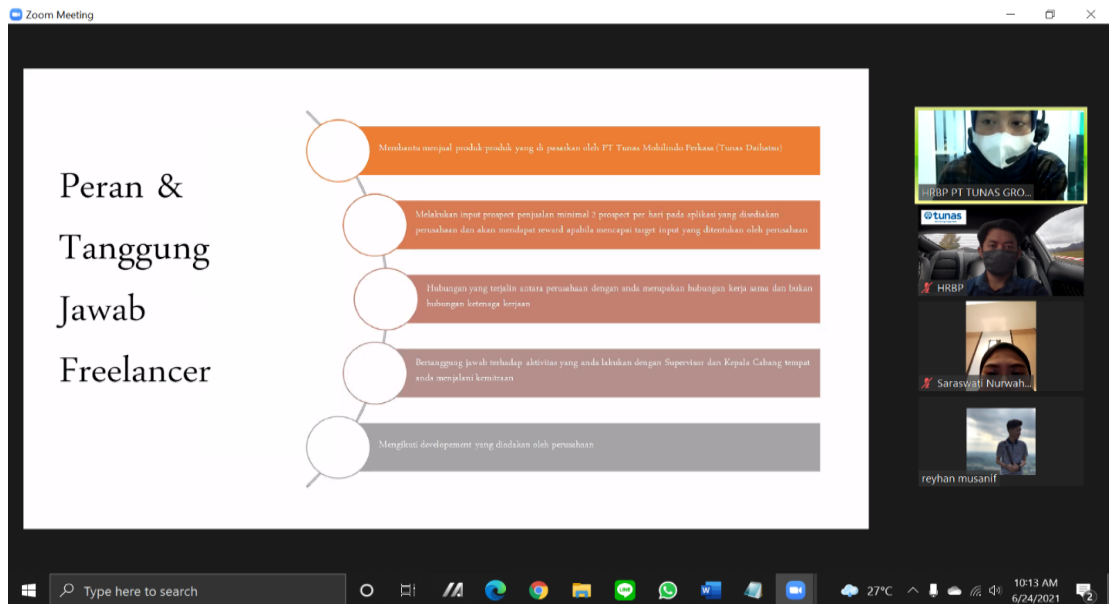 Zoom Meeting
Peran &
Tanggung
Jawab
Freelancer
Membantu menjual produk-produk yang di pasarkan oleh PT Tunas Mobilindo Perkasa (Tunas Daihatsu)
Melakukan input prospect penjualan minimal 2 prospect per hari pada aplikasi yang disediakan
perusahaan dan akan mendapat reward apabila mencapai target input yang ditentukan oleh perusahaan
Hubungan yang terjalin antara perusahaan dengan anda merupakan hubungan kerja sama dan bukan
hubungan ketenaga kerjaan
Bertanggung jawab terhadap aktivitas yang anda lakukan dengan Supervisor dan Kepala Cabang tempat
anda menjalani kemitraan
Mengikuti developement yang diadakan oleh perusahaan
HRBP PT TUNAS GRO...
tunas
HRBP
Saraswati Nurwah...
reyhan musanif
Type here to search
LINE
27°C
10:13 AM
6/24/2021
2